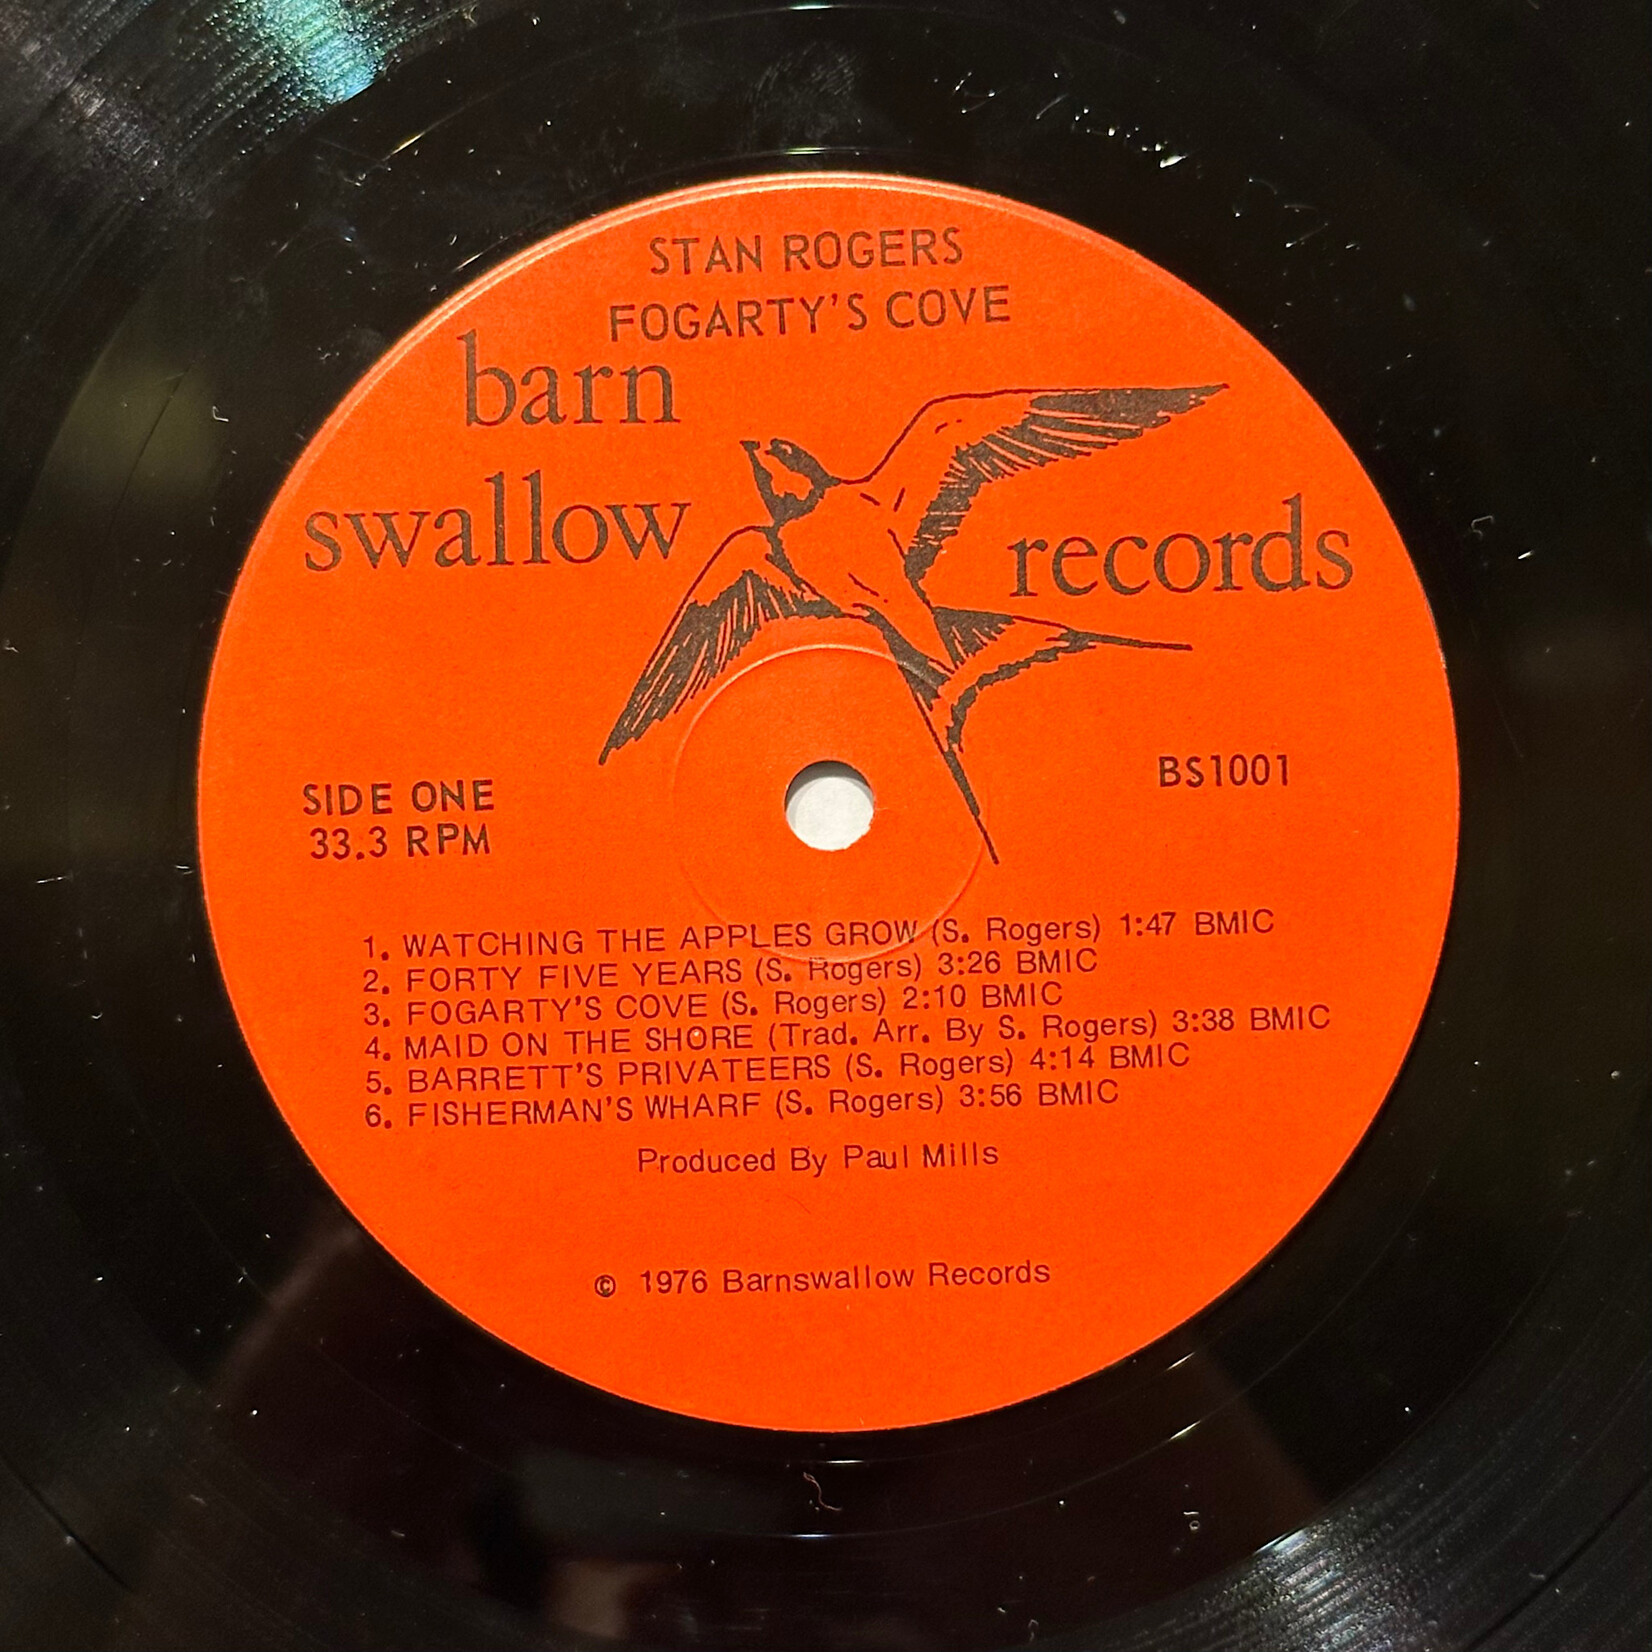 STAN ROGERS
FOGARTY'S COVE
barn
swallow
records
SIDE ONE
33.3 RPM
BS1001
1. WATCHING THE APPLES GROW (S. Rogers) 1:47 BMIC
2. FORTY FIVE YEARS (S. Rogers) 3:26 BMIC
3. FOGARTY'S COVE (S. Rogers) 2:10 BMIC
4. MAID ON THE SHORE (Trad. Arr. By S. Rogers) 3:38 BMIC
5. BARRETT'S PRIVATEERS (S. Rogers) 4:14 BMIC
6. FISHERMAN'S WHARF (S. Rogers) 3:56 BMIC
Produced By Paul Mills
© 1976 Barnswallow Records